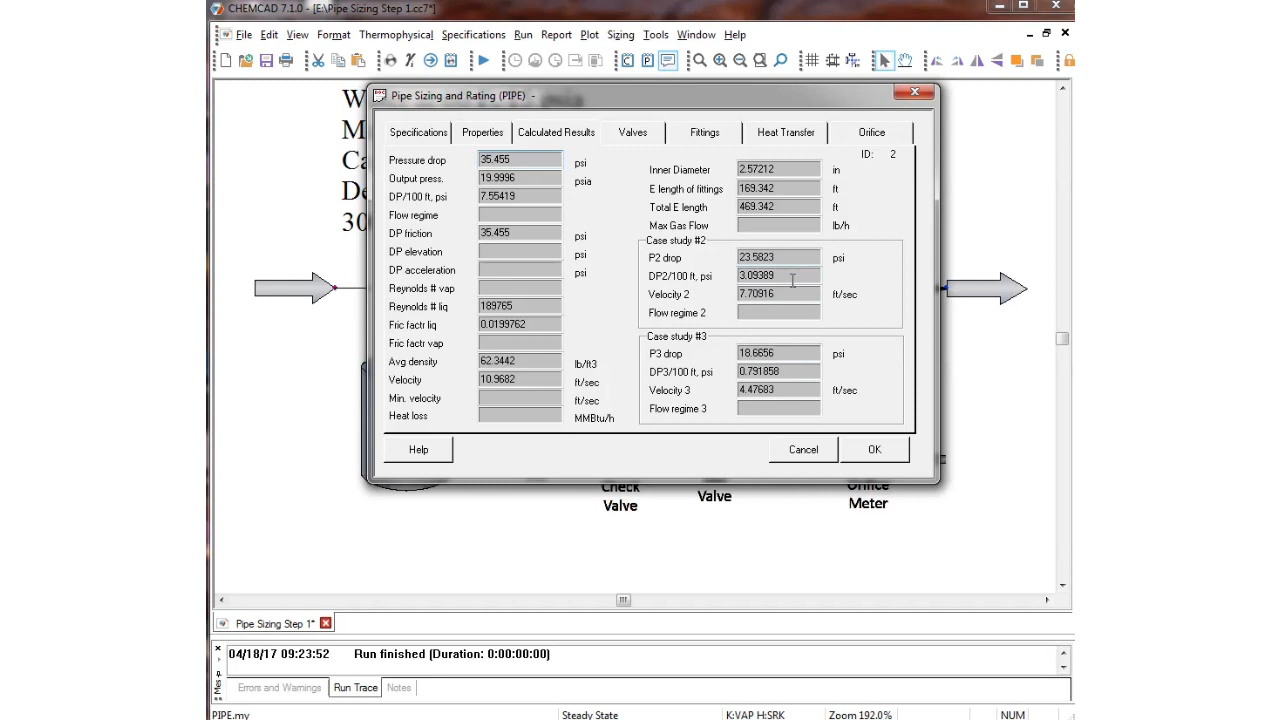 CHEMCAD 7.1.0 - [E:\Pipe Sizing Step 1.cc7*]
File Edit View Format Thermophysical Specifications Run Report Plot Sizing Tools Window Help
W
M
Ca
De
30
Pipe Sizing and Rating (PIPE) -
Specifications Properties Calculated Results Valves Fittings Heat Transfer Orifice
ID: 2
Pressure drop 35.455 psi
Output press. 19.9996 psia
DP/100 ft, psi 7.55419
Flow regime
DP friction 35.455 psi
DP elevation psi
DP acceleration psi
Reynolds # vap
Reynolds # liq 189765
Fric factr liq 0.0199762
Fric factr vap
Avg density 62.3442 lb/ft3
Velocity 10.9682 ft/sec
Min. velocity ft/sec
Heat loss MMBtu/h
Inner Diameter 2.57212 in
E length of fittings 169.342 ft
Total E length 469.342 ft
Max Gas Flow lb/h
Case study #2
P2 drop 23.5823 psi
DP2/100 ft, psi 3.09389
Velocity 2 7.70916 ft/sec
Flow regime 2
Case study #3
P3 drop 18.6656 psi
DP3/100 ft, psi 0.791858
Velocity 3 4.47683 ft/sec
Flow regime 3
Help Cancel OK
Check
Valve
Valve
Orifice
Meter
Pipe Sizing Step 1*
04/18/17 09:23:52 Run finished (Duration: 0:00:00:00)
Mes
Errors and Warnings Run Trace Notes
PIPE.my Steady State K:VAP H:SRK Zoom 192.0% NUM